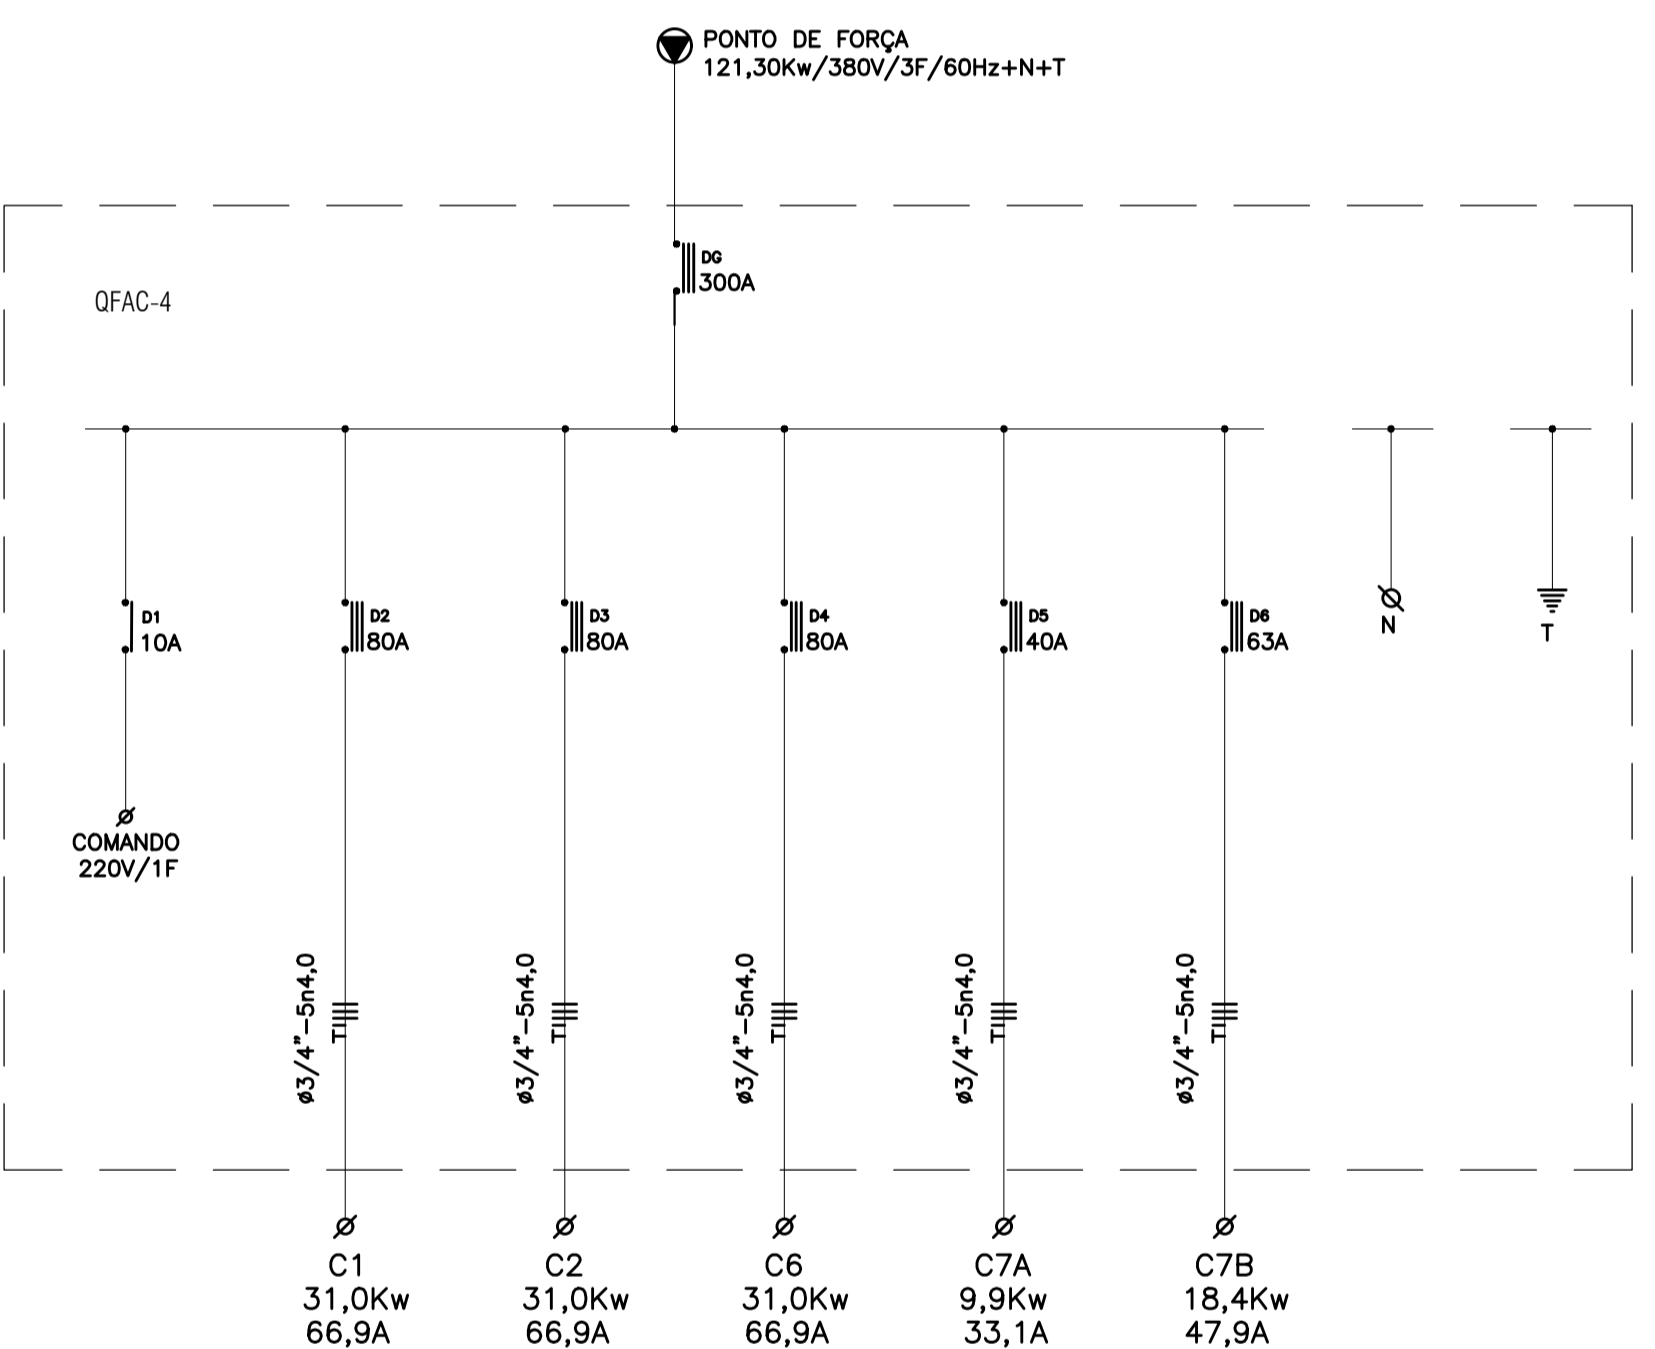 PONTO DE FORÇA
121,30Kw/380V/3F/60Hz+N+T
DG
300A
QFAC-4
D1
10A
D2
80A
D3
80A
D4
80A
D5
40A
D6
63A
N
T
COMANDO
220V/1F
ø3/4"-5n4,0
T
ø3/4"-5n4,0
T
ø3/4"-5n4,0
T
ø3/4"-5n4,0
T
ø3/4"-5n4,0
T
C1
31,0Kw
66,9A
C2
31,0Kw
66,9A
C6
31,0Kw
66,9A
C7A
9,9Kw
33,1A
C7B
18,4Kw
47,9A